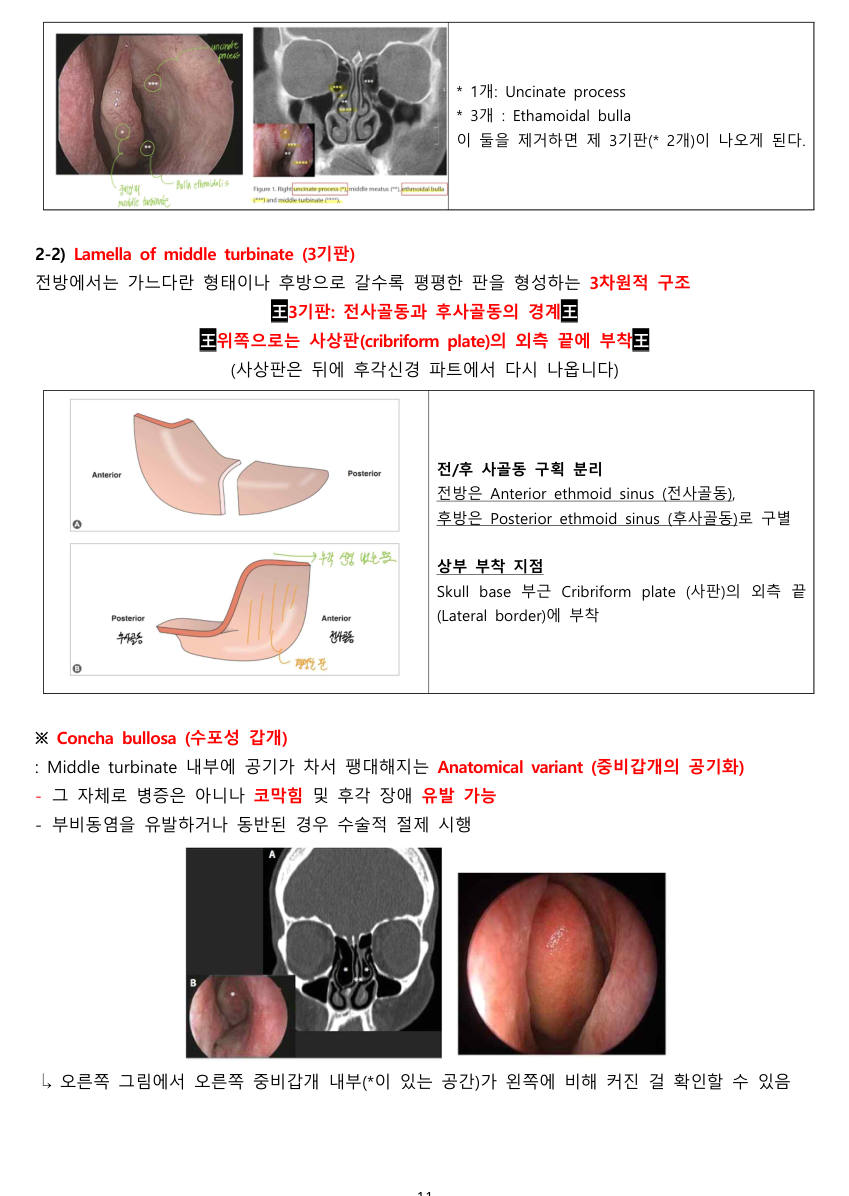 uncinate
process
***
*
**
중비갑개
middle turbinate
Bulla ethmoidalis
***
***
*
**
****
*
***
**
****
Figure 1. Right uncinate process (*), middle meatus (**), ethmoidal bulla
(***) and middle turbinate (****).
* 1개: Uncinate process
* 3개 : Ethamoidal bulla
이 둘을 제거하면 제 3기판(* 2개)이 나오게 된다.
2-2) Lamella of middle turbinate (3기판)
전방에서는 가느다란 형태이나 후방으로 갈수록 평평한 판을 형성하는 3차원적 구조
王3기판: 전사골동과 후사골동의 경계王
王위쪽으로는 사상판(cribriform plate)의 외측 끝에 부착王
(사상판은 뒤에 후각신경 파트에서 다시 나옵니다)
Anterior
Posterior
A
후각 신경 있는 쪽
Posterior
후사골동
Anterior
전사골동
평평한 판
B
전/후 사골동 구획 분리
전방은 Anterior ethmoid sinus (전사골동),
후방은 Posterior ethmoid sinus (후사골동)로 구별
상부 부착 지점
Skull base 부근 Cribriform plate (사판)의 외측 끝
(Lateral border)에 부착
※ Concha bullosa (수포성 갑개)
: Middle turbinate 내부에 공기가 차서 팽대해지는 Anatomical variant (중비갑개의 공기화)
- 그 자체로 병증은 아니나 코막힘 및 후각 장애 유발 가능
- 부비동염을 유발하거나 동반된 경우 수술적 절제 시행
A
*
*
B
*
↳ 오른쪽 그림에서 오른쪽 중비갑개 내부(*이 있는 공간)가 왼쪽에 비해 커진 걸 확인할 수 있음
11